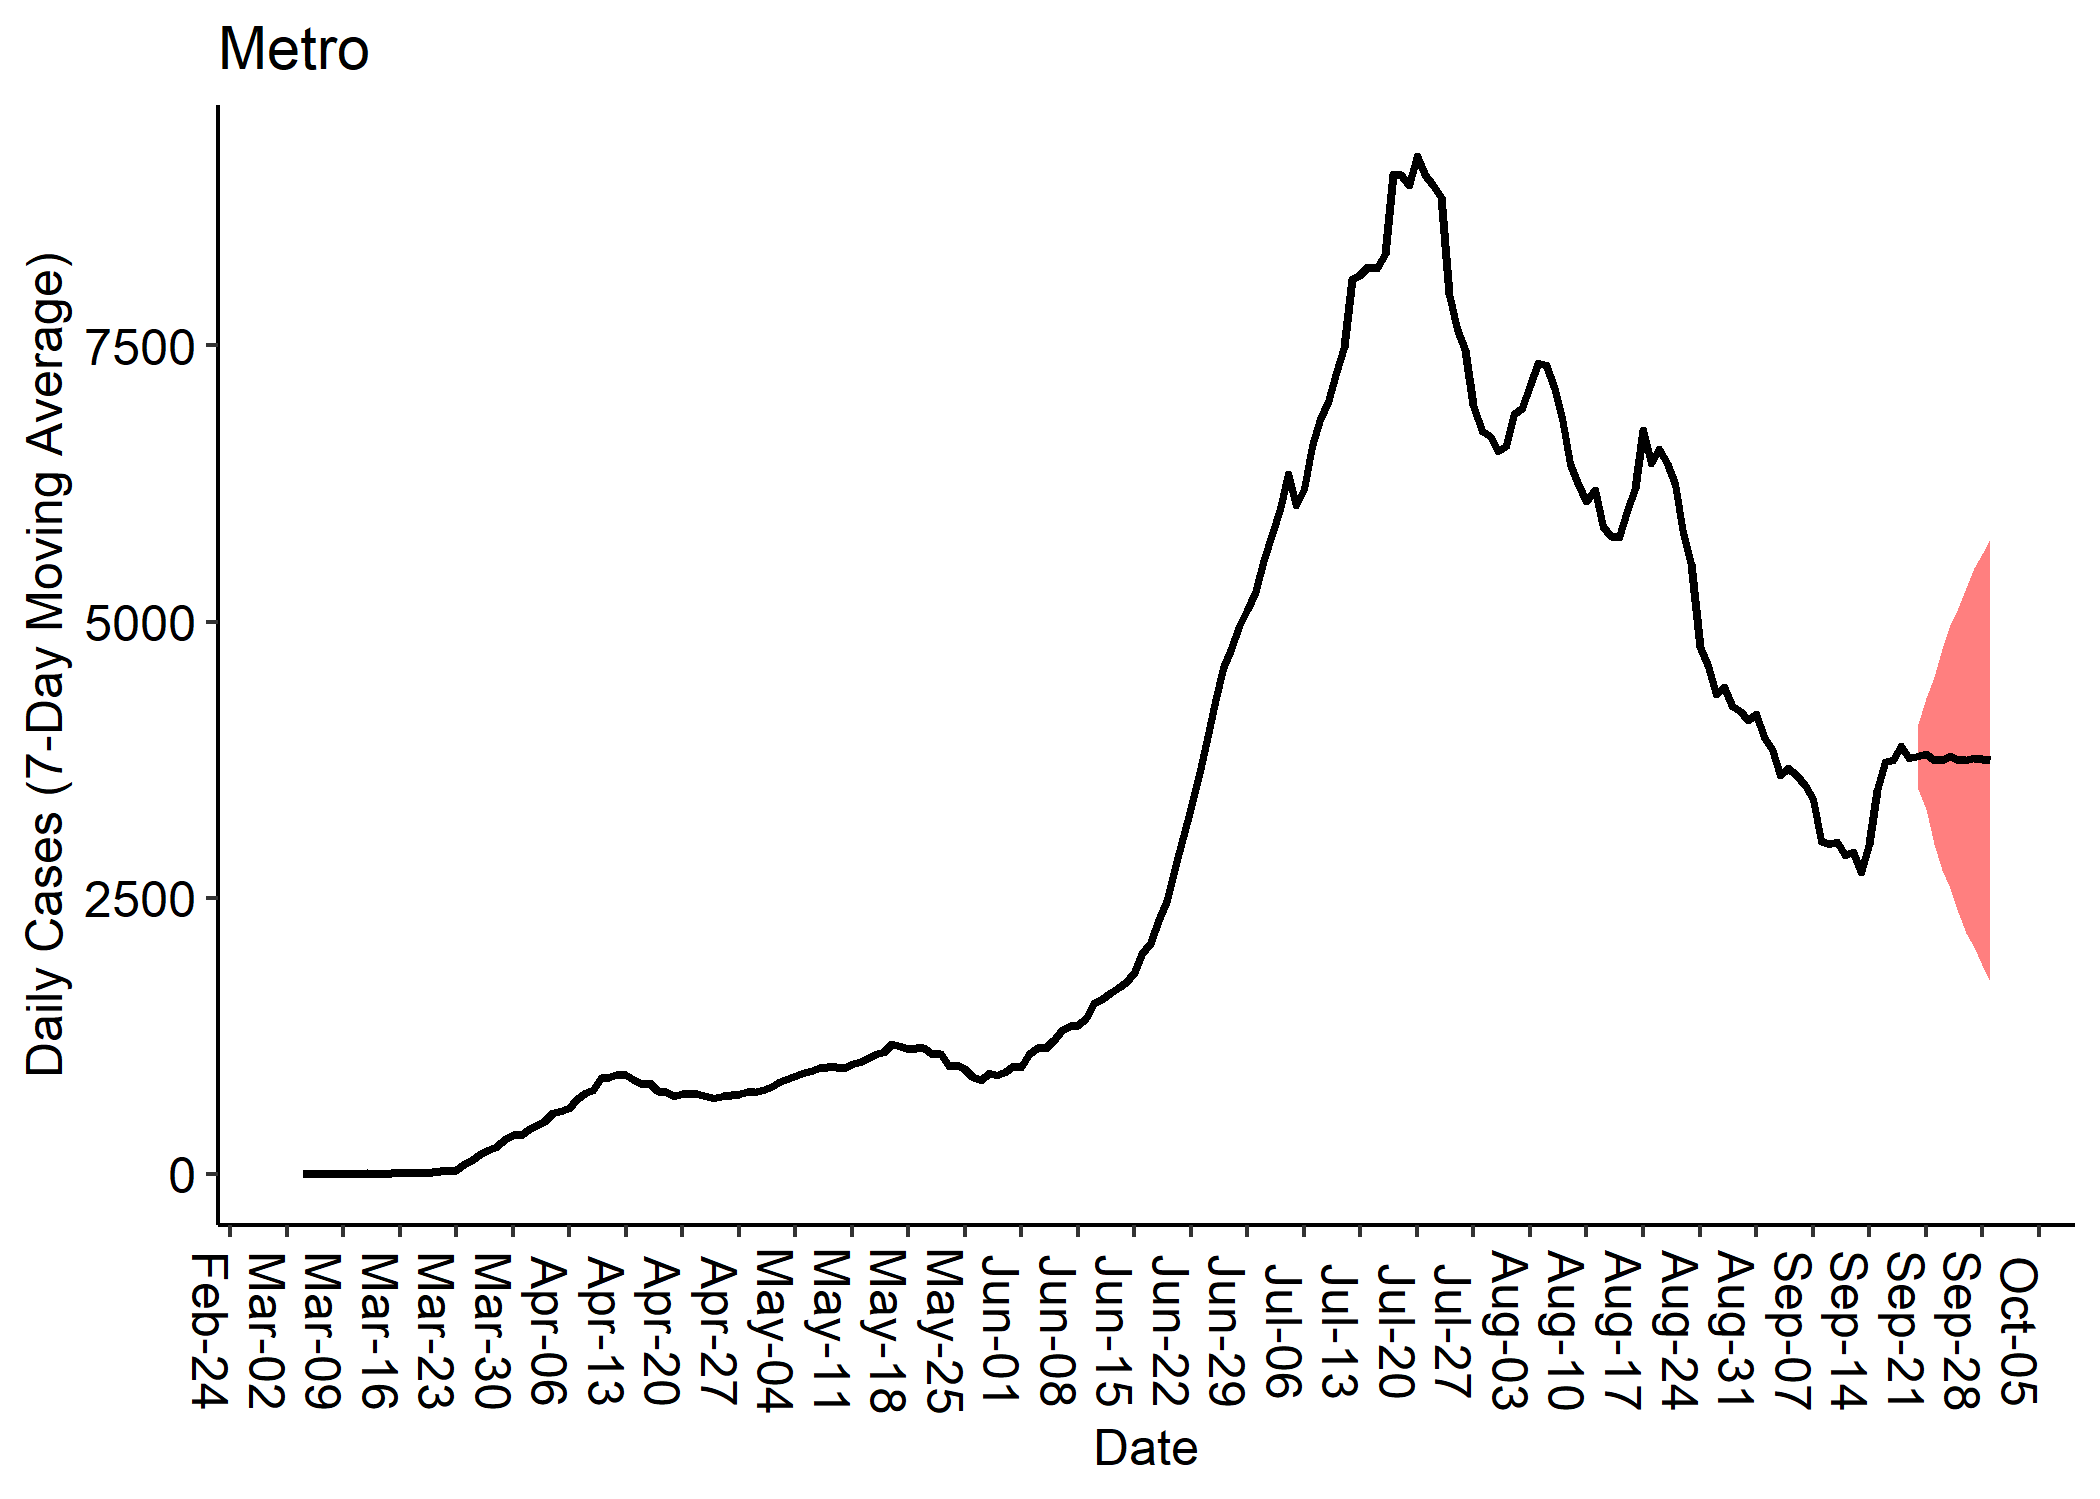 Metro
Daily Cases (7-Day Moving Average)
7500
5000
2500
0
Feb-24
Mar-02
Mar-09
Mar-16
Mar-23
Mar-30
Apr-06
Apr-13
Apr-20
Apr-27
May-04
May-11
May-18
May-25
Jun-01
Jun-08
Jun-15
Jun-22
Jun-29
Jul-06
Jul-13
Jul-20
Jul-27
Aug-03
Aug-10
Aug-17
Aug-24
Aug-31
Sep-07
Sep-14
Sep-21
Sep-28
Oct-05
Date